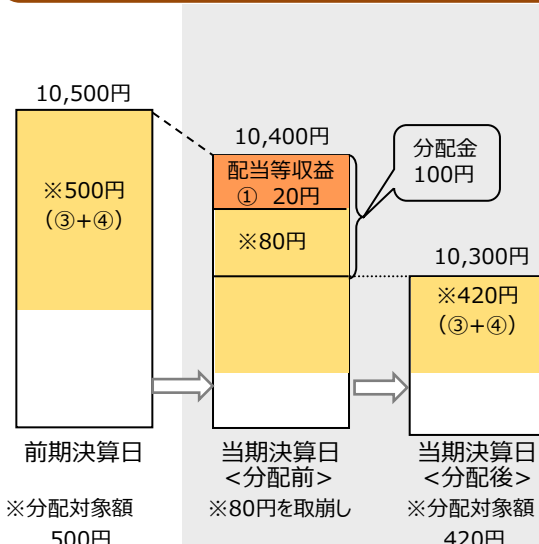 10,500円
※500円
（③+④）
前期決算日
※分配対象額
500円
10,400円
配当等収益
① 20円
※80円
当期決算日
<分配前>
※80円を取崩し
分配金
100円
10,300円
※420円
（③+④）
当期決算日
<分配後>
※分配対象額
420円